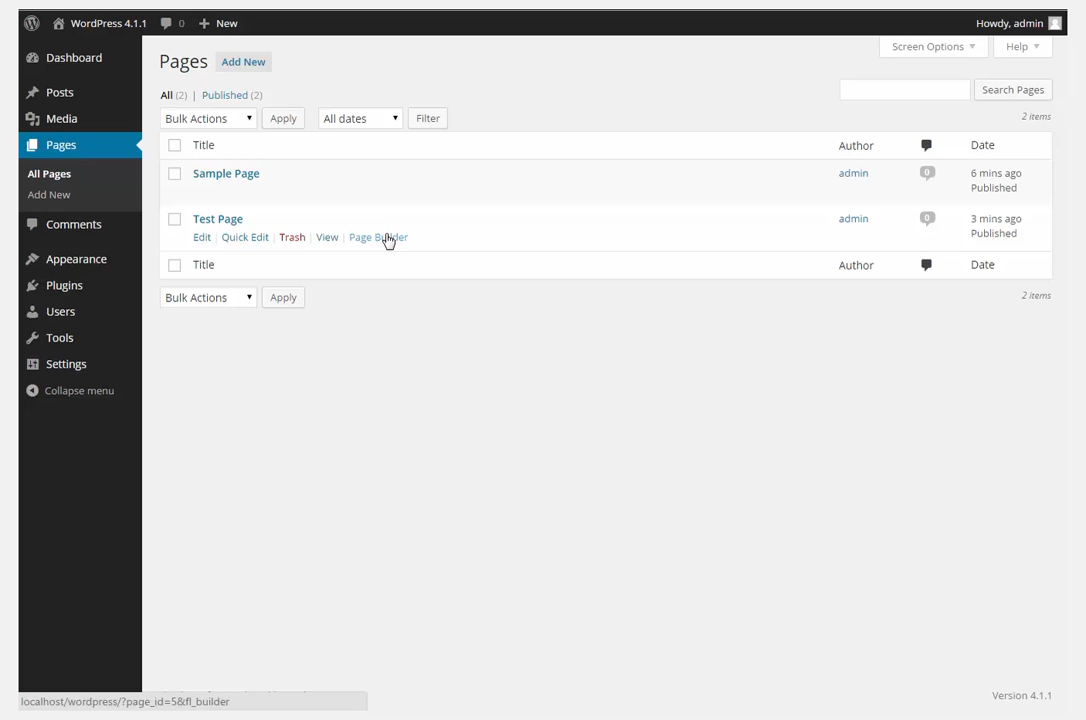 WordPress 4.1.1 0 New Howdy, admin
Dashboard
Posts
Media
Pages
All Pages
Add New
Comments
Appearance
Plugins
Users
Tools
Settings
Collapse menu
Screen Options Help
Pages Add New
All (2) | Published (2)
Search Pages
Bulk Actions Apply All dates Filter 2 items
Title Author Date
Sample Page admin 0 6 mins ago
Published
Test Page admin 0 3 mins ago
Edit | Quick Edit | Trash | View | Page Builder Published
Title Author Date
Bulk Actions Apply 2 items
Version 4.1.1
localhost/wordpress/?page_id=5&fl_builder